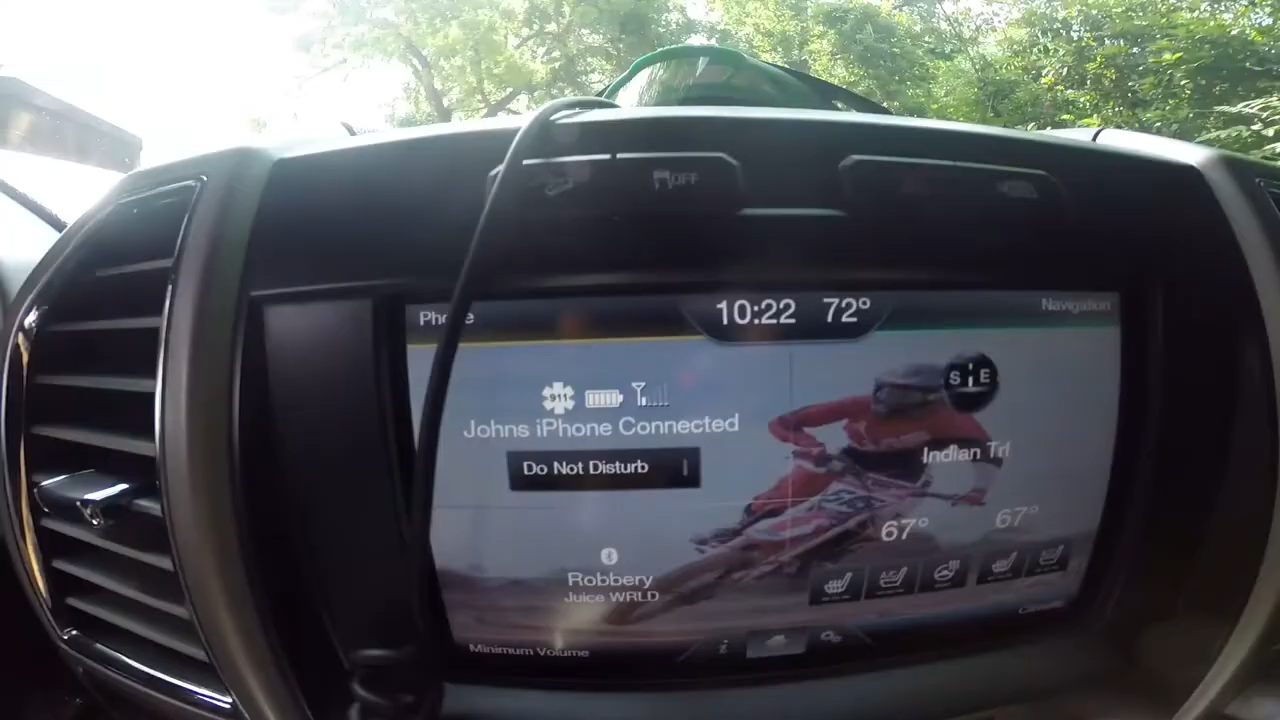 OFF
Phone
10:22 72°
Navigation
911
S E
Johns iPhone Connected
Do Not Disturb
Indian Trl
67° 67°
Robbery
Juice WRLD
Minimum Volume